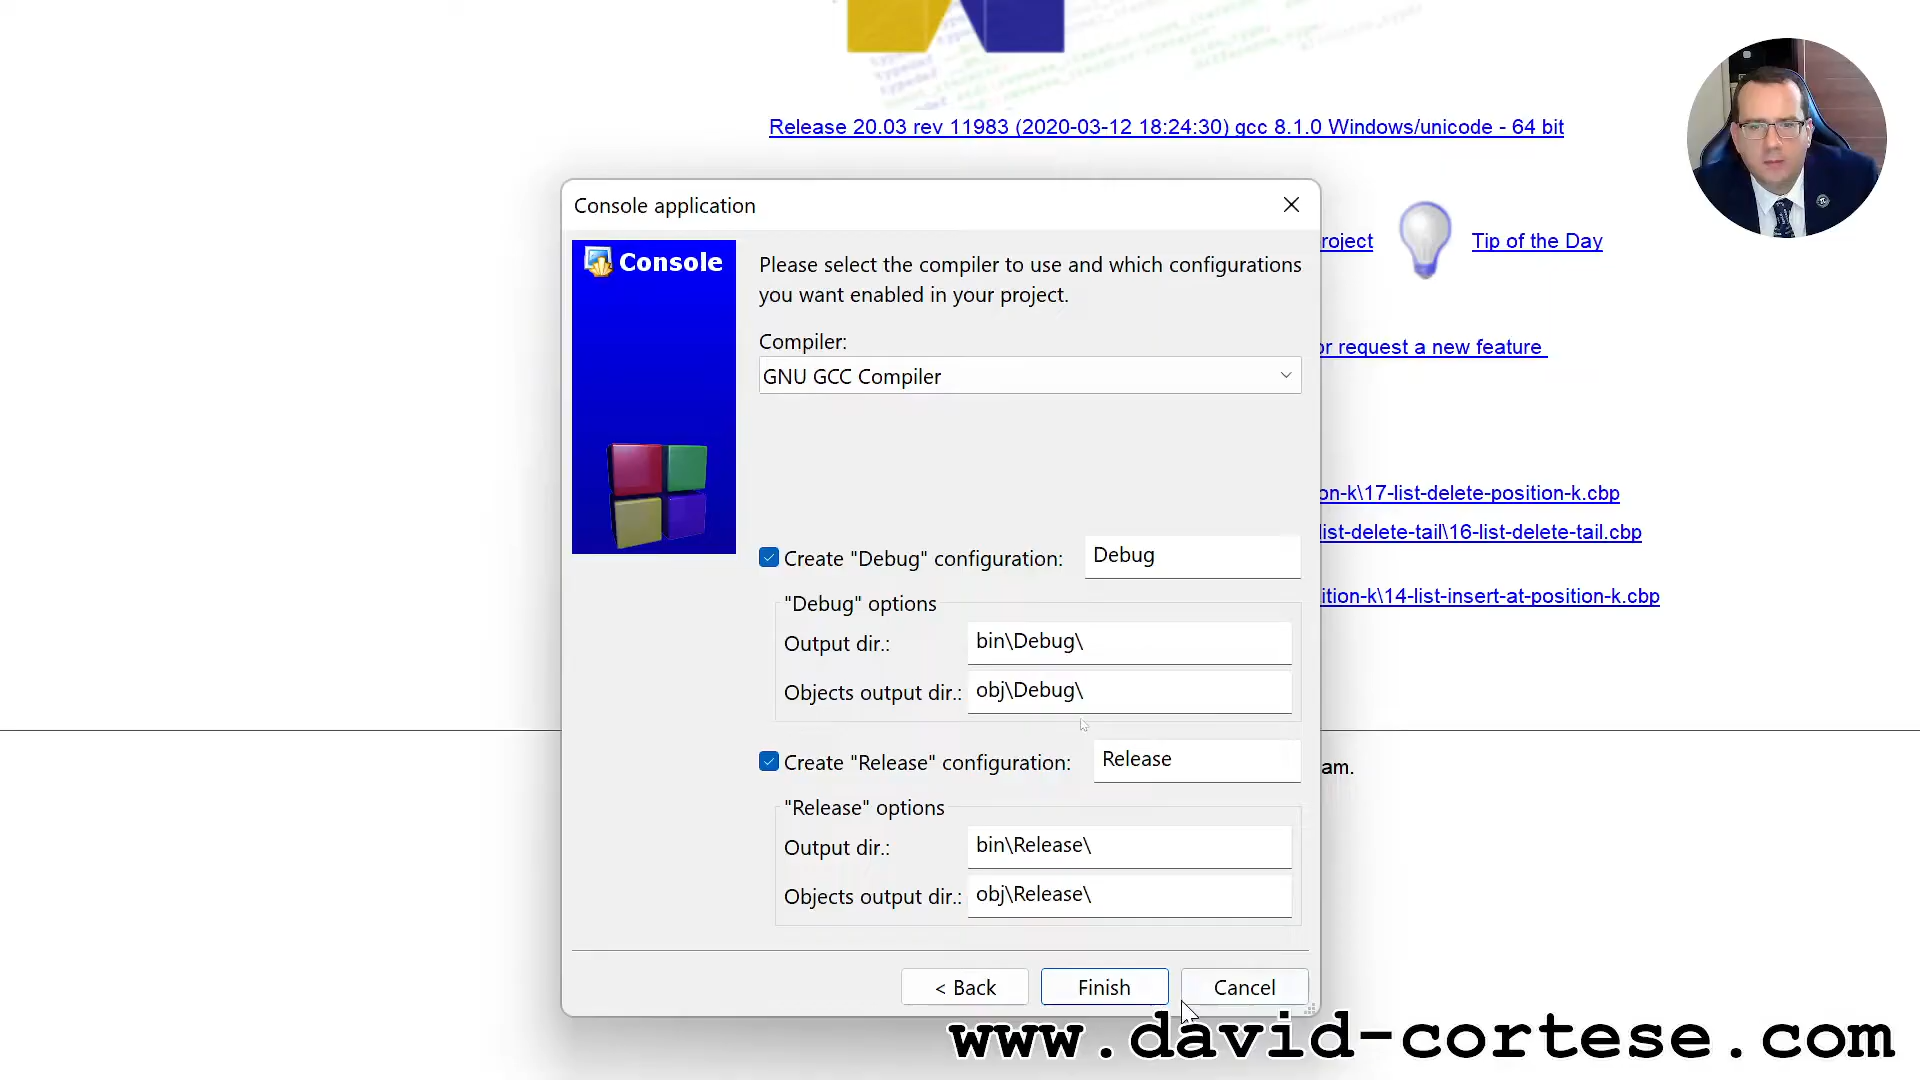 Release 20.03 rev 11983 (2020-03-12 18:24:30) gcc 8.1.0 Windows/unicode - 64 bit
Console application
Console
Please select the compiler to use and which configurations
you want enabled in your project.
roject
Tip of the Day
Compiler:
or request a new feature
GNU GCC Compiler
on-k\17-list-delete-position-k.cbp
list-delete-tail\16-list-delete-tail.cbp
Create "Debug" configuration:
Debug
"Debug" options
ition-k\14-list-insert-at-position-k.cbp
Output dir.:
bin\Debug\
Objects output dir.:
obj\Debug\
Create "Release" configuration:
Release
am.
"Release" options
Output dir.:
bin\Release\
Objects output dir.:
obj\Release\
< Back
Finish
Cancel
www.david-cortese.com